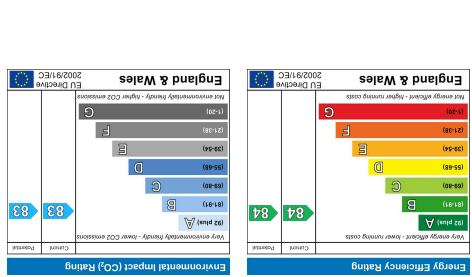 Energy Efficiency Rating
Current Potential
Very energy efficient - lower running costs
(92 plus) A
(81-91) B
(69-80) C
(55-68) D
(39-54) E
(21-38) F
(1-20) G
84 84
Not energy efficient - higher running costs
England & Wales
EU Directive
2002/91/EC
Environmental Impact (CO₂) Rating
Current Potential
Very environmentally friendly - lower CO2 emissions
(92 plus) A
(81-91) B
(69-80) C
(55-68) D
(39-54) E
(21-38) F
(1-20) G
83 83
Not environmentally friendly - higher CO2 emissions
England & Wales
EU Directive
2002/91/EC